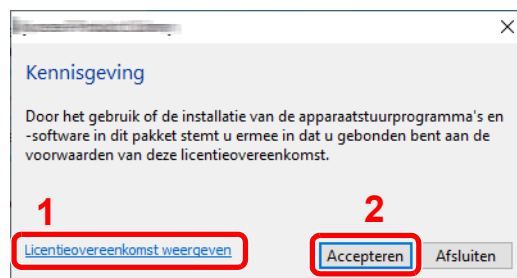 Kennisgeving
Door het gebruik of de installatie van de apparaatstuurprogramma's en
-software in dit pakket stemt u ermee in dat u gebonden bent aan de
voorwaarden van deze licentieovereenkomst.
1
2
Licentieovereenkomst weergeven
Accepteren Afsluiten